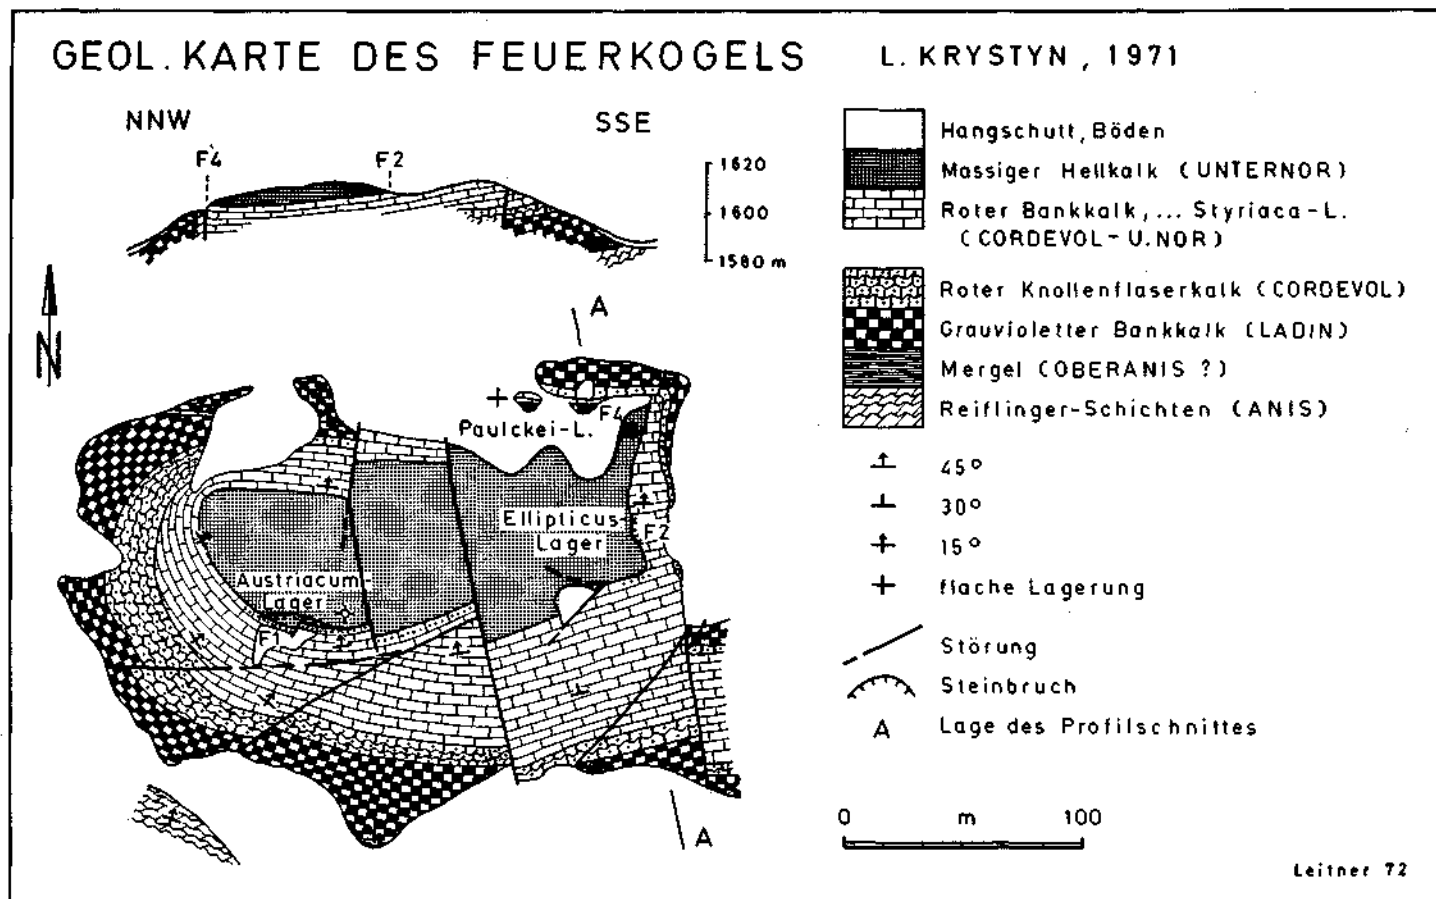 GEOL. KARTE DES FEUERKOGELS
L. KRYSTYN, 1971
NNW
SSE
F4
F2
1620
1600
1580 m
Hangschutt, Böden
Massiger Hellkalk (UNTERNOR)
Roter Bankkalk, ... Styriaca-L.
(CORDEVOL-U.NOR)
Roter Knollenflaserkalk (CORDEVOL)
Grauvioletter Bankkalk (LADIN)
Mergel (OBERANIS ?)
Reiflinger-Schichten (ANIS)
45°
30°
15°
flache Lagerung
Störung
Steinbruch
A
Lage des Profilschnittes
N
A
F4
Paulckei-L.
Ellipticus-
Lager
F2
Austriacum-
Lager
F1
A
0 m 100
Leitner 72